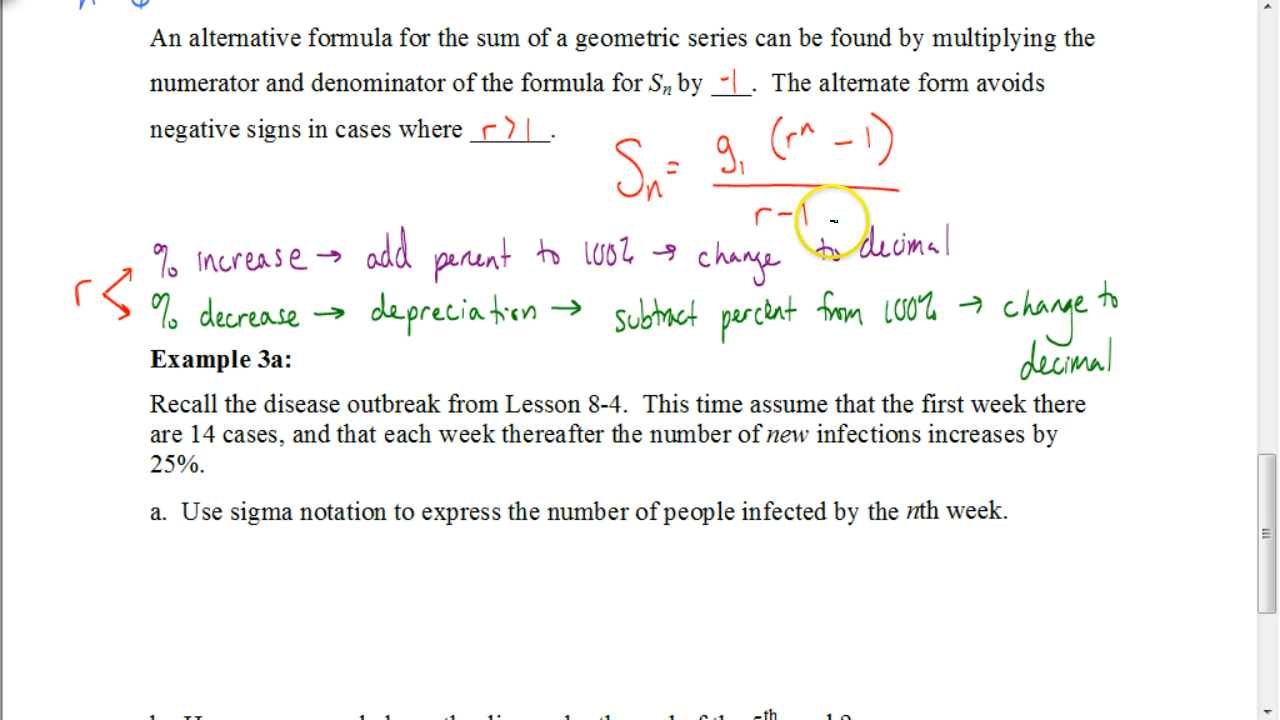 An alternative formula for the sum of a geometric series can be found by multiplying the
numerator and denominator of the formula for Sₙ by -1. The alternate form avoids
negative signs in cases where r>1.
Sₙ = g₁ (rⁿ - 1)
r-1
% increase → add percent to 100% → change to decimal
r
% decrease → depreciation → subtract percent from 100% → change to
decimal
Example 3a:
Recall the disease outbreak from Lesson 8-4. This time assume that the first week there
are 14 cases, and that each week thereafter the number of new infections increases by
25%.
a. Use sigma notation to express the number of people infected by the nth week.